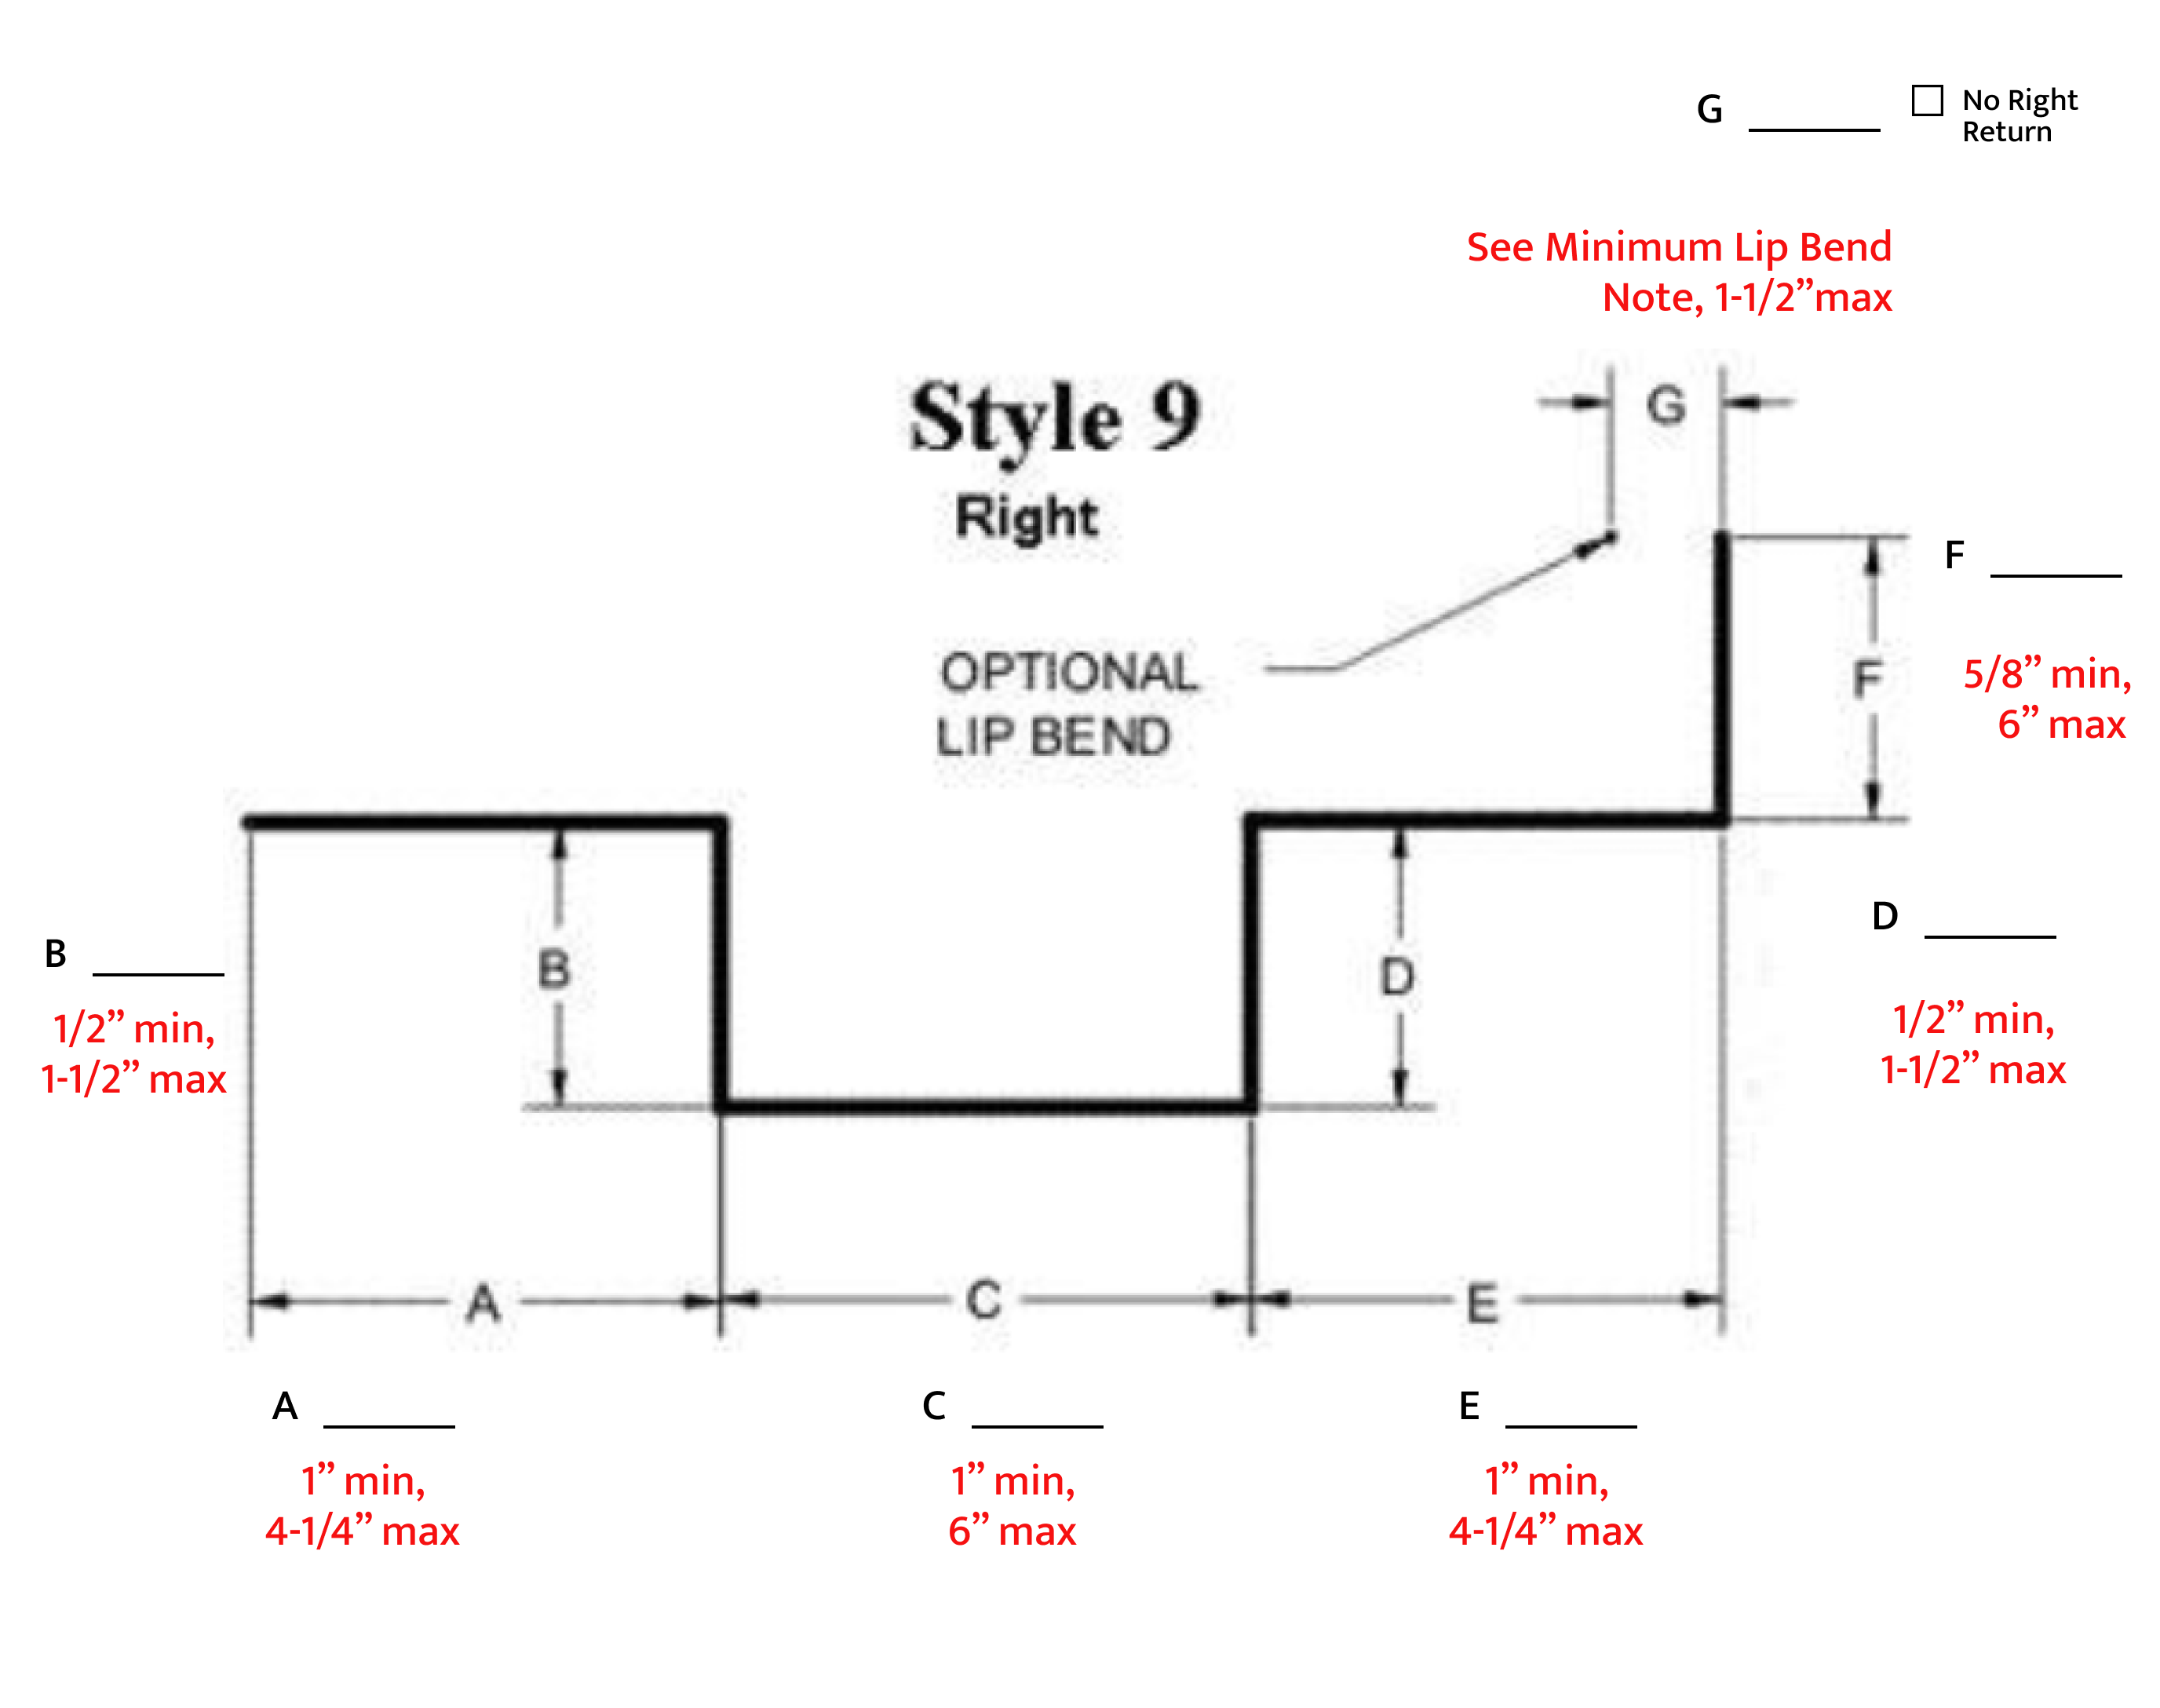 G ______ □ No Right
Return
See Minimum Lip Bend
Note, 1-1/2”max
Style 9
Right
G
F ______
OPTIONAL
LIP BEND
F
5/8” min,
6” max
D ______
B ______
B
D
1/2” min,
1-1/2” max
1/2” min,
1-1/2” max
A
C
E
A ______
C ______
E ______
1” min,
4-1/4” max
1” min,
6” max
1” min,
4-1/4” max